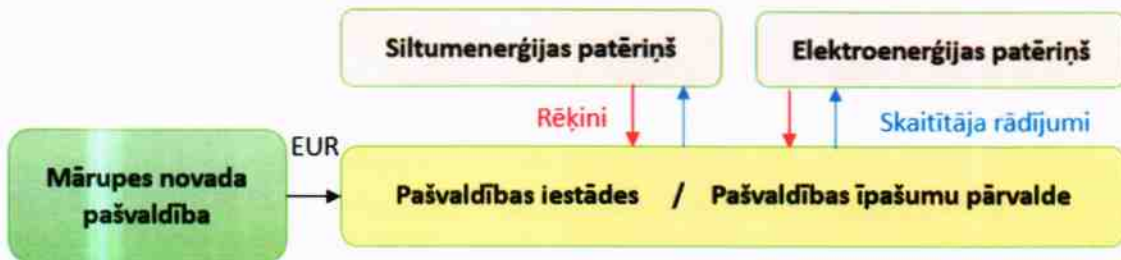 Siltumenerģijas patēriņš
Elektroenerģijas patēriņš
Rēķini
Skaitītāja rādījumi
EUR
Mārupes novada
pašvaldība
Pašvaldības iestādes / Pašvaldības īpašumu pārvalde